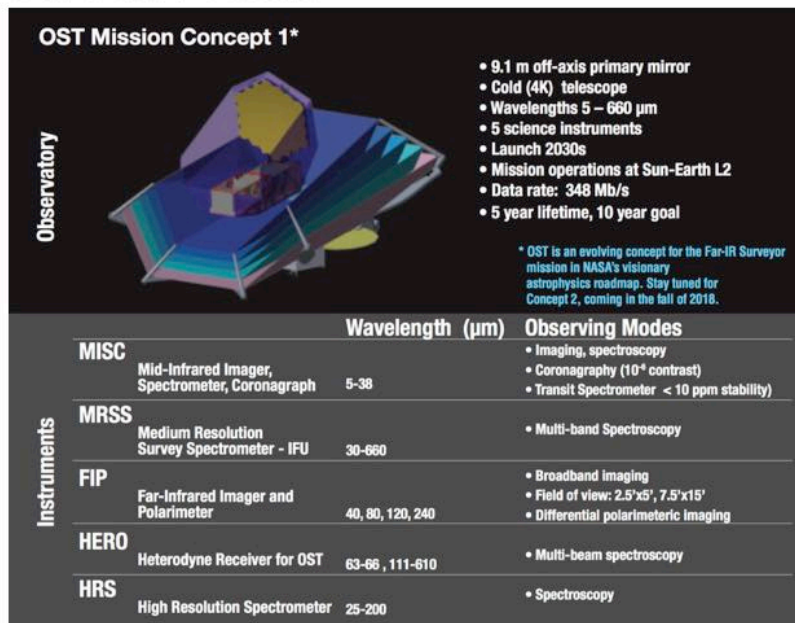 OST Mission Concept 1*
Observatory
• 9.1 m off-axis primary mirror
• Cold (4K) telescope
• Wavelengths 5 – 660 µm
• 5 science instruments
• Launch 2030s
• Mission operations at Sun-Earth L2
• Data rate: 348 Mb/s
• 5 year lifetime, 10 year goal
* OST is an evolving concept for the Far-IR Surveyor
mission in NASA's visionary
astrophysics roadmap. Stay tuned for
Concept 2, coming in the fall of 2018.
Instruments
Wavelength (µm) Observing Modes
MISC
Mid-Infrared Imager,
Spectrometer, Coronagraph
5-38
• Imaging, spectroscopy
• Coronagraphy (10⁻⁶ contrast)
• Transit Spectrometer < 10 ppm stability)
MRSS
Medium Resolution
Survey Spectrometer - IFU
30-660
• Multi-band Spectroscopy
FIP
Far-Infrared Imager and
Polarimeter
40, 80, 120, 240
• Broadband imaging
• Field of view: 2.5'x5', 7.5'x15'
• Differential polarimetric imaging
HERO
Heterodyne Receiver for OST
63-66 , 111-610
• Multi-beam spectroscopy
HRS
High Resolution Spectrometer
25-200
• Spectroscopy